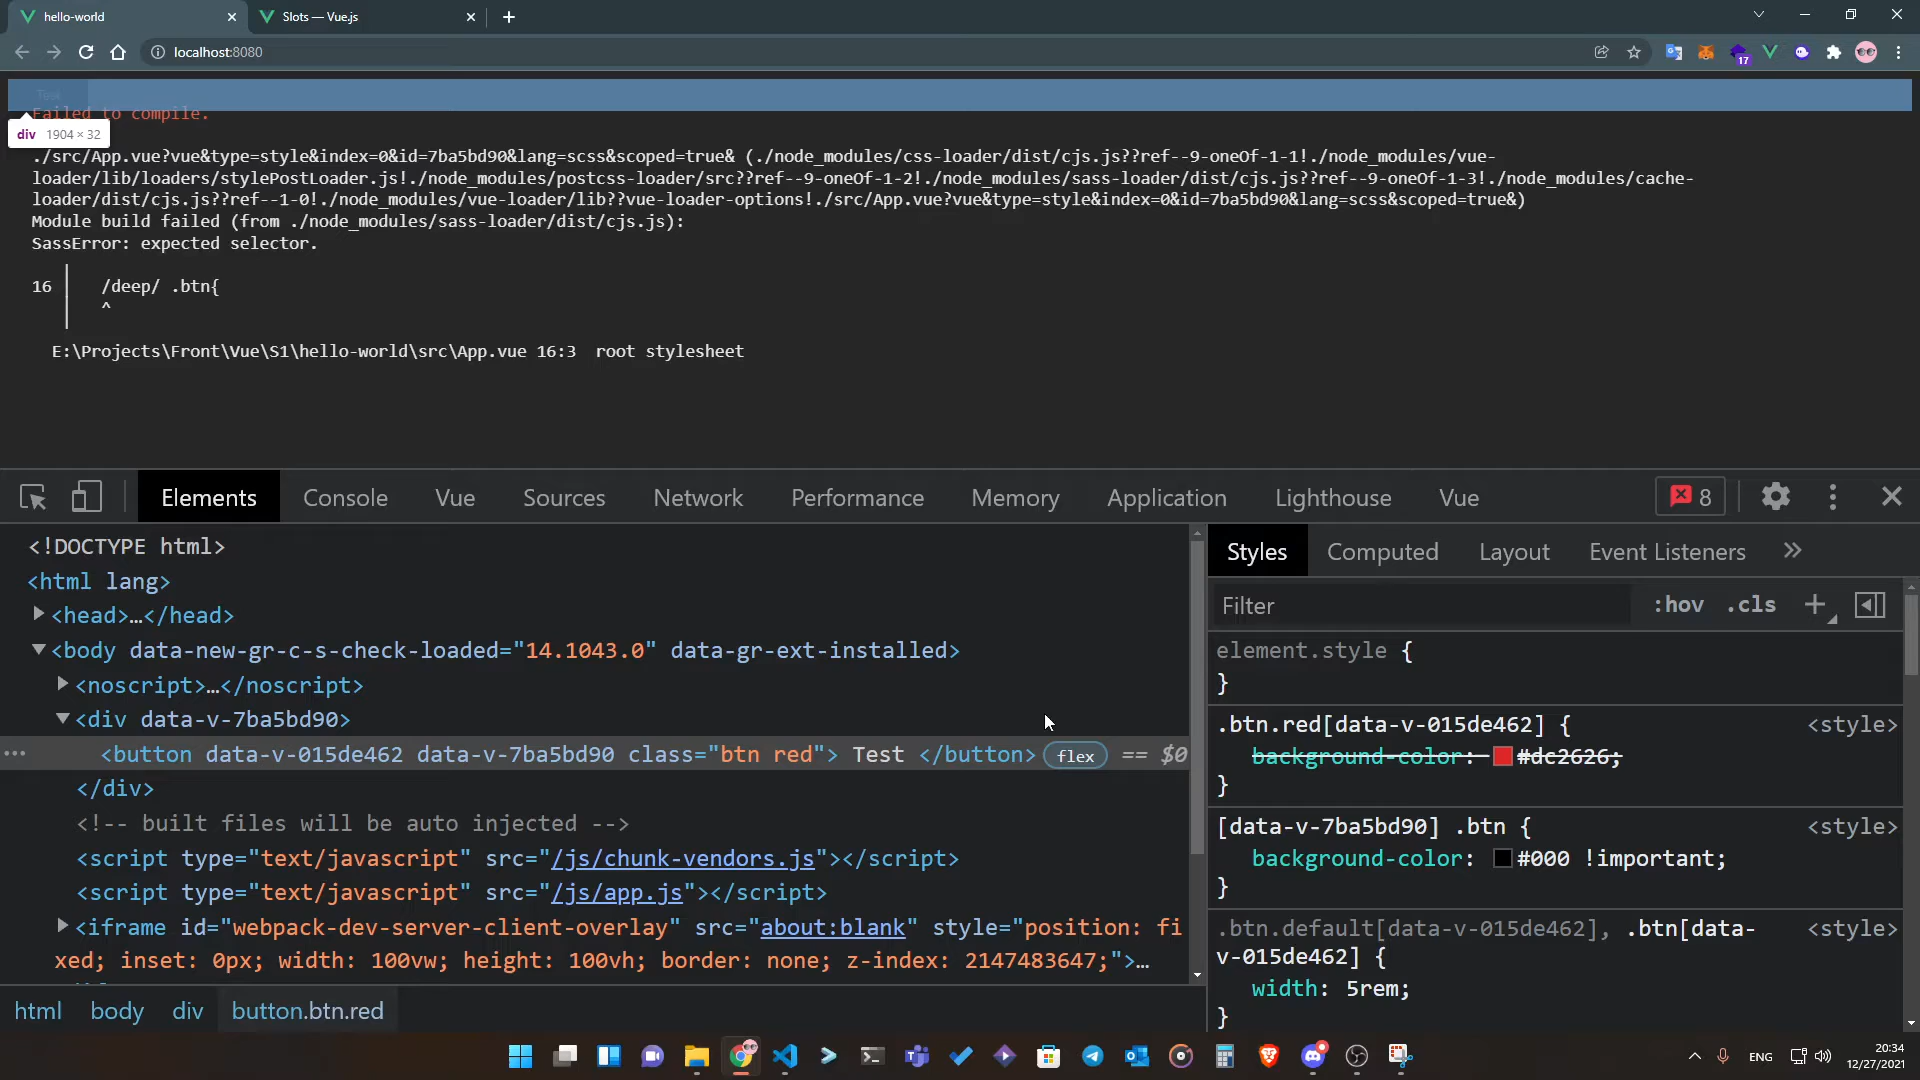 hello-world
Slots — Vue.js
localhost:8080
17
Test
Failed to compile.
div 1904 × 32
./src/App.vue?vue&type=style&index=0&id=7ba5bd90&lang=scss&scoped=true& (./node_modules/css-loader/dist/cjs.js??ref--9-oneOf-1-1!./node_modules/vue-
loader/lib/loaders/stylePostLoader.js!./node_modules/postcss-loader/src??ref--9-oneOf-1-2!./node_modules/sass-loader/dist/cjs.js??ref--9-oneOf-1-3!./node_modules/cache-
loader/dist/cjs.js??ref--1-0!./node_modules/vue-loader/lib??vue-loader-options!./src/App.vue?vue&type=style&index=0&id=7ba5bd90&lang=scss&scoped=true&)
Module build failed (from ./node_modules/sass-loader/dist/cjs.js):
SassError: expected selector.
16 │ /deep/ .btn{
│ ^
E:\Projects\Front\Vue\S1\hello-world\src\App.vue 16:3 root stylesheet
Elements Console Vue Sources Network Performance Memory Application Lighthouse Vue 8
<!DOCTYPE html>
<html lang>
<head>…</head>
<body data-new-gr-c-s-check-loaded="14.1043.0" data-gr-ext-installed>
<noscript>…</noscript>
<div data-v-7ba5bd90>
<button data-v-015de462 data-v-7ba5bd90 class="btn red"> Test </button> flex == $0
</div>
<!-- built files will be auto injected -->
<script type="text/javascript" src="/js/chunk-vendors.js"></script>
<script type="text/javascript" src="/js/app.js"></script>
<iframe id="webpack-dev-server-client-overlay" src="about:blank" style="position: fi
xed; inset: 0px; width: 100vw; height: 100vh; border: none; z-index: 2147483647;">…
html body div button.btn.red
Styles Computed Layout Event Listeners
Filter :hov .cls
element.style {
}
.btn.red[data-v-015de462] { <style>
background-color: #dc2626;
}
[data-v-7ba5bd90] .btn { <style>
background-color: #000 !important;
}
.btn.default[data-v-015de462], .btn[data- <style>
v-015de462] {
width: 5rem;
}
ENG
20:34
12/27/2021